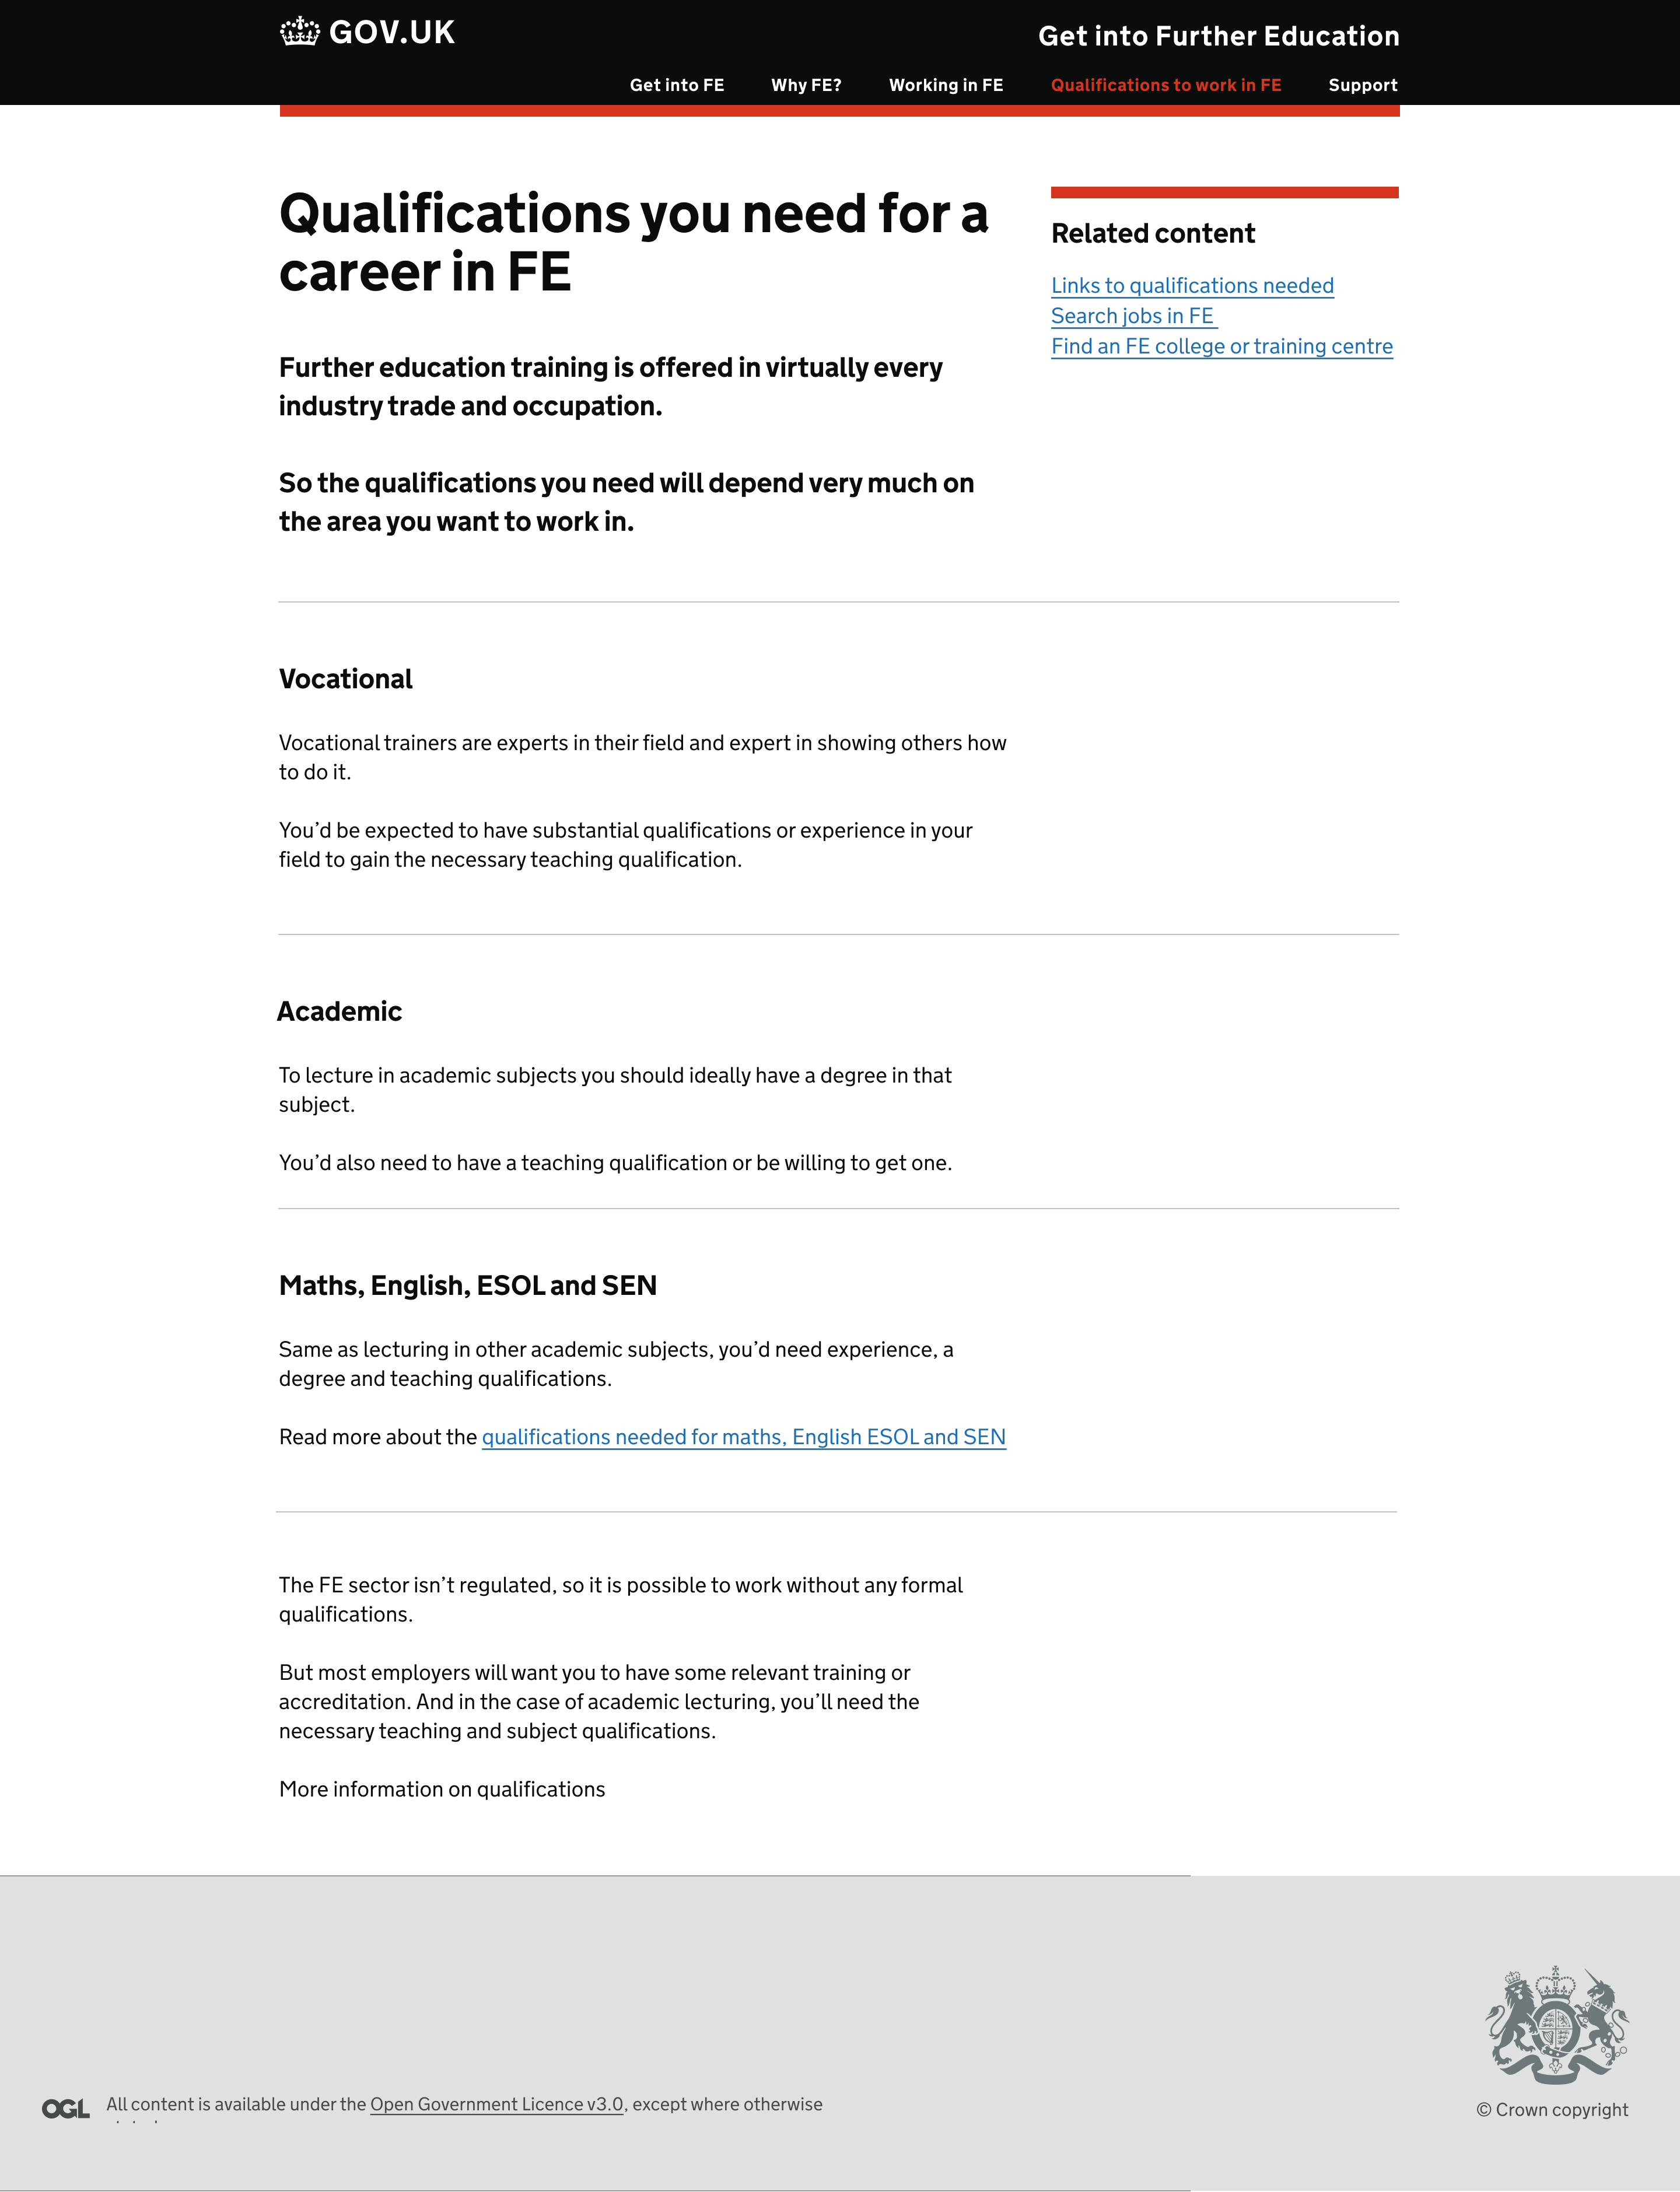 GOV.UK
Get into Further Education
Get into FE
Why FE?
Working in FE
Qualifications to work in FE
Support
Qualifications you need for a
career in FE
Further education training is offered in virtually every
industry trade and occupation.
So the qualifications you need will depend very much on
the area you want to work in.
Related content
Links to qualifications needed
Search jobs in FE
Find an FE college or training centre
Vocational
Vocational trainers are experts in their field and expert in showing others how
to do it.
You’d be expected to have substantial qualifications or experience in your
field to gain the necessary teaching qualification.
Academic
To lecture in academic subjects you should ideally have a degree in that
subject.
You’d also need to have a teaching qualification or be willing to get one.
Maths, English, ESOL and SEN
Same as lecturing in other academic subjects, you’d need experience, a
degree and teaching qualifications.
Read more about the qualifications needed for maths, English ESOL and SEN
The FE sector isn’t regulated, so it is possible to work without any formal
qualifications.
But most employers will want you to have some relevant training or
accreditation. And in the case of academic lecturing, you’ll need the
necessary teaching and subject qualifications.
More information on qualifications
OGL
All content is available under the Open Government Licence v3.0, except where otherwise
© Crown copyright